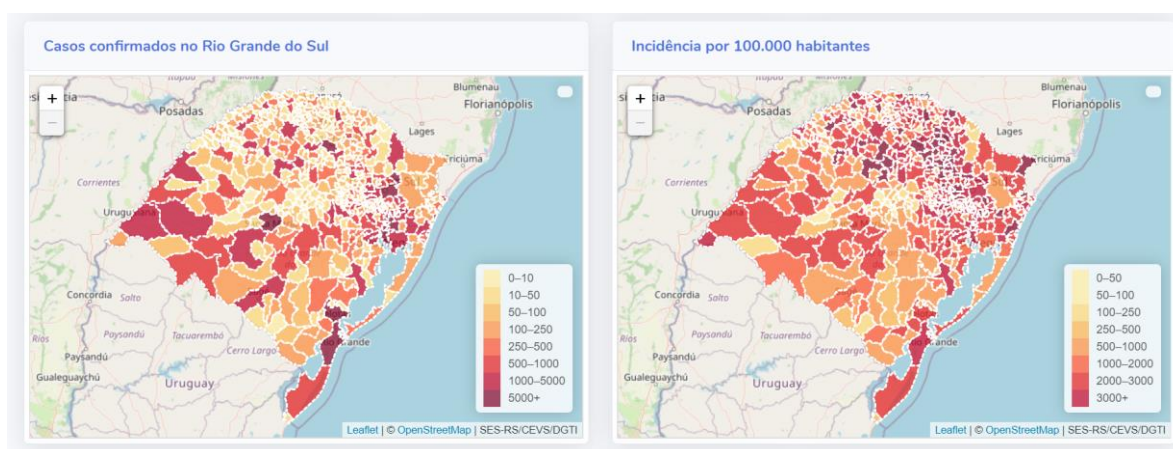 Casos confirmados no Rio Grande do Sul
+
−
Posadas
Blumenau
Florianópolis
Lages
Criciúma
Corrientes
Concordia
Salto
Paysandú
Tacuarembó
Cerro Largo
Paysandú
Gualeguaychú
Uruguay
0–10
10–50
50–100
100–250
250–500
500–1000
1000–5000
5000+
Leaflet | © OpenStreetMap | SES-RS/CEVS/DGTI
Incidência por 100.000 habitantes
+
−
Posadas
Blumenau
Florianópolis
Lages
Criciúma
Corrientes
Concordia
Salto
Paysandú
Tacuarembó
Cerro Largo
Paysandú
Gualeguaychú
Uruguay
0–50
50–100
100–250
250–500
500–1000
1000–2000
2000–3000
3000+
Leaflet | © OpenStreetMap | SES-RS/CEVS/DGTI